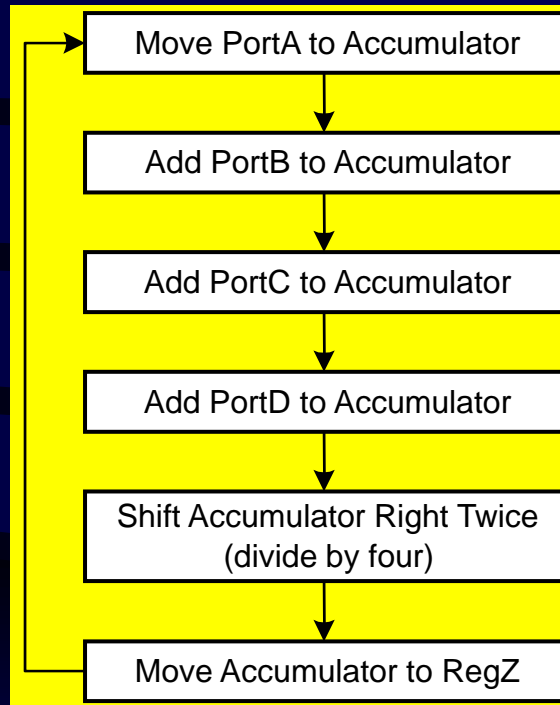 Move PortA to Accumulator
Add PortB to Accumulator
Add PortC to Accumulator
Add PortD to Accumulator
Shift Accumulator Right Twice
(divide by four)
Move Accumulator to RegZ